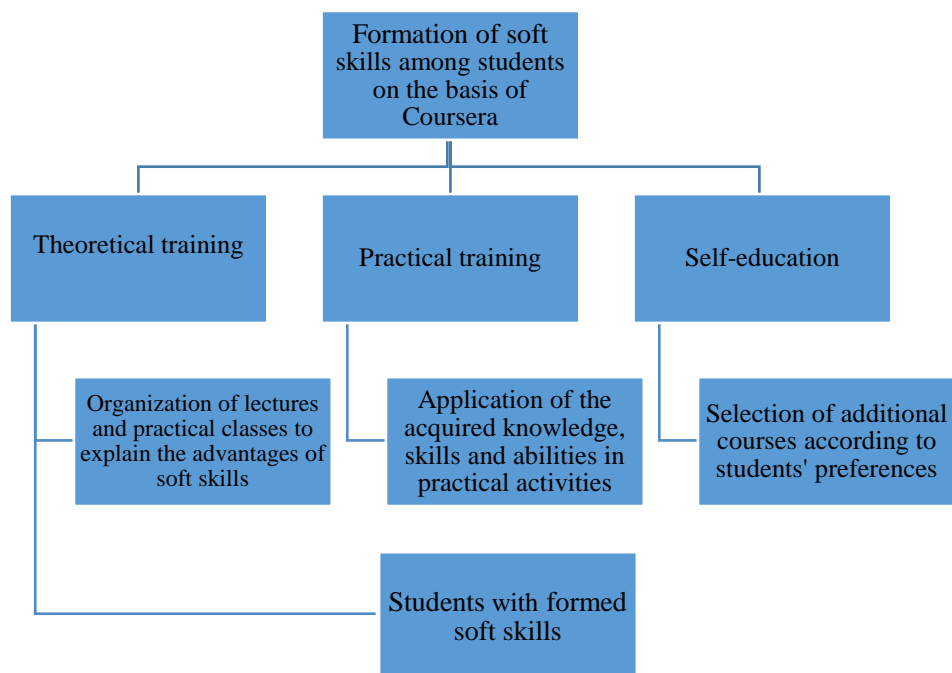 Formation of soft
skills among students
on the basis of
Coursera
Theoretical training
Practical training
Self-education
Organization of lectures
and practical classes to
explain the advantages of
soft skills
Application of the
acquired knowledge,
skills and abilities in
practical activities
Selection of additional
courses according to
students' preferences
Students with formed
soft skills